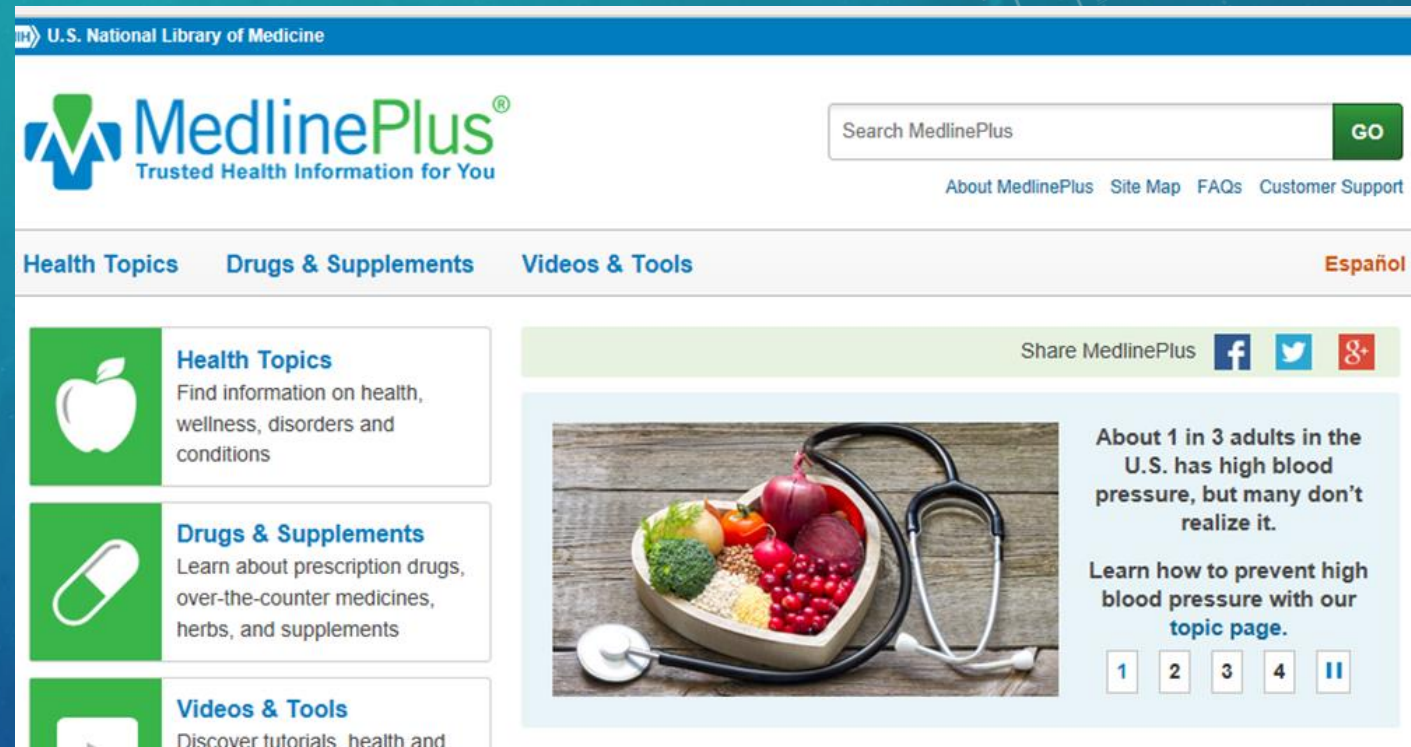 U.S. National Library of Medicine
MedlinePlus®
Trusted Health Information for You
Search MedlinePlus
GO
About MedlinePlus Site Map FAQs Customer Support
Health Topics Drugs & Supplements Videos & Tools Español
Health Topics
Find information on health,
wellness, disorders and
conditions
Drugs & Supplements
Learn about prescription drugs,
over-the-counter medicines,
herbs, and supplements
Videos & Tools
Discover tutorials, health and
Share MedlinePlus
About 1 in 3 adults in the
U.S. has high blood
pressure, but many don’t
realize it.
Learn how to prevent high
blood pressure with our
topic page.
1 2 3 4